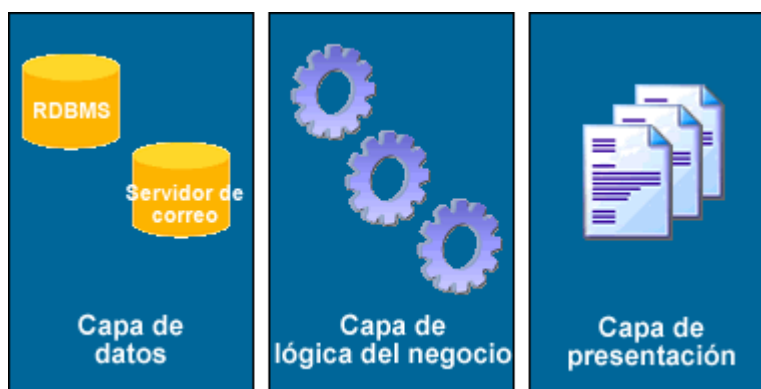 RDBMS
Servidor de
correo
Capa de
datos
Capa de
lógica del negocio
Capa de
presentación